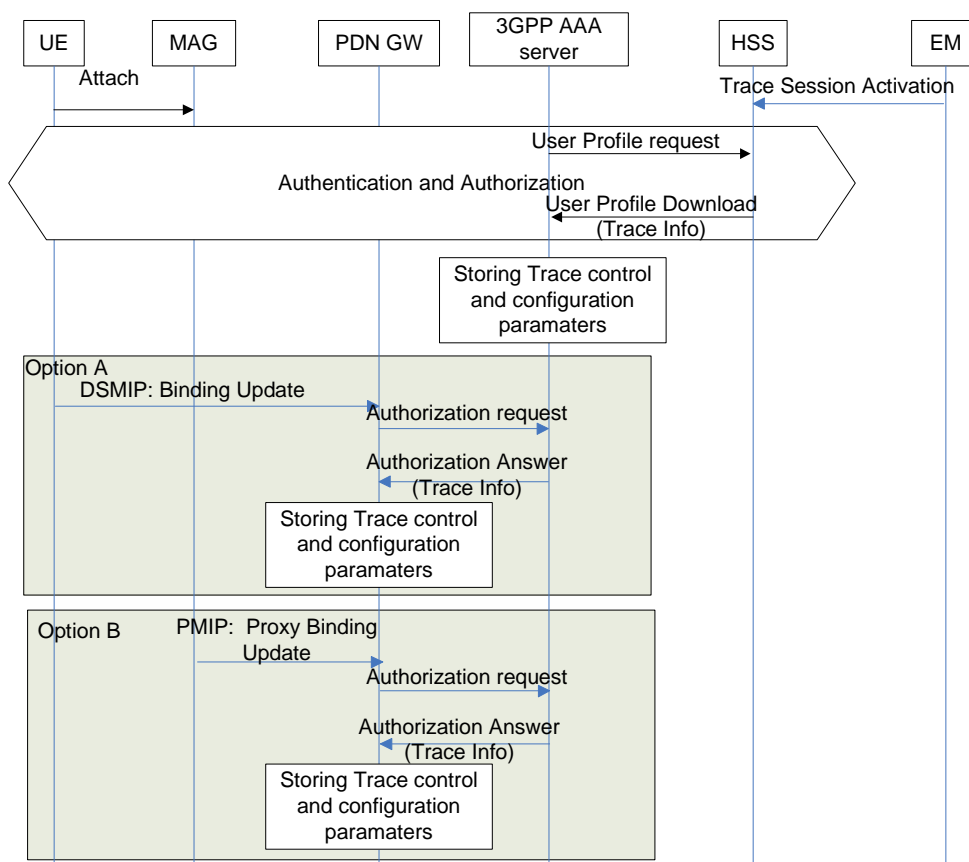 UE
MAG
PDN GW
3GPP AAA
server
HSS
EM
Attach
Trace Session Activation
User Profile request
Authentication and Authorization
User Profile Download
(Trace Info)
Storing Trace control
and configuration
paramaters
Option A
DSMIP: Binding Update
Authorization request
Authorization Answer
(Trace Info)
Storing Trace control
and configuration
paramaters
Option B
PMIP: Proxy Binding
Update
Authorization request
Authorization Answer
(Trace Info)
Storing Trace control
and configuration
paramaters